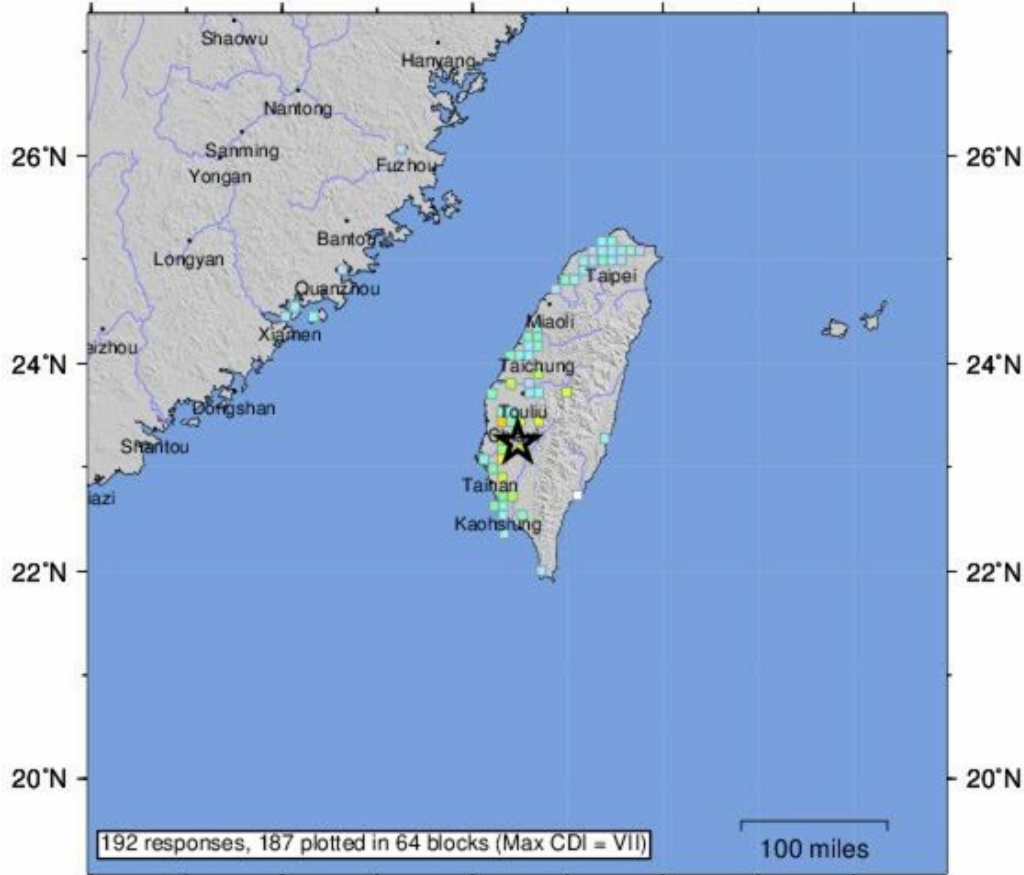 Shaowu
Hanyang
Nantong
Sanming
26°N
26°N
Fuzhou
Yongan
Bantou
Longyan
Taipei
Quanzhou
Miaoli
Xiamen
eizhou
24°N
24°N
Taichung
Dongshan
Touliu
Shantou
Tainan
iazi
Kaohsiung
22°N
22°N
20°N
20°N
192 responses, 187 plotted in 64 blocks (Max CDI = VII)
100 miles